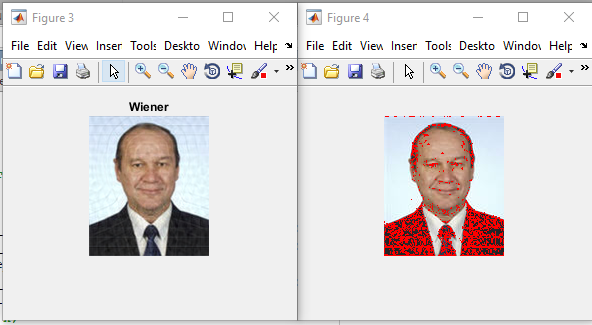 Figure 3
File Edit View Inser Tools Deskto Windov Help
Wiener
Figure 4
File Edit View Inser Tools Deskto Windov Help